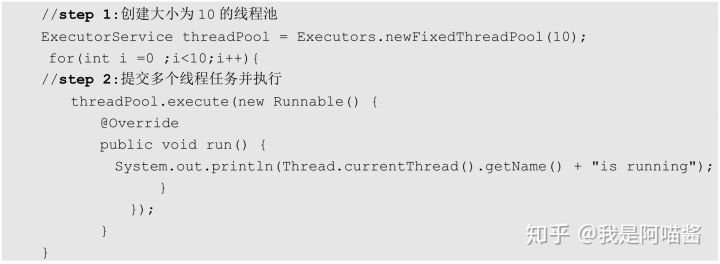 //step 1:创建大小为 10 的线程池
ExecutorService threadPool = Executors.newFixedThreadPool(10);
for(int i =0 ;i<10;i++){
//step 2:提交多个线程任务并执行
threadPool.execute(new Runnable() {
@Override
public void run() {
System.out.println(Thread.currentThread().getName() + "is running");
}
});
}
}
知乎 @我是阿喵酱